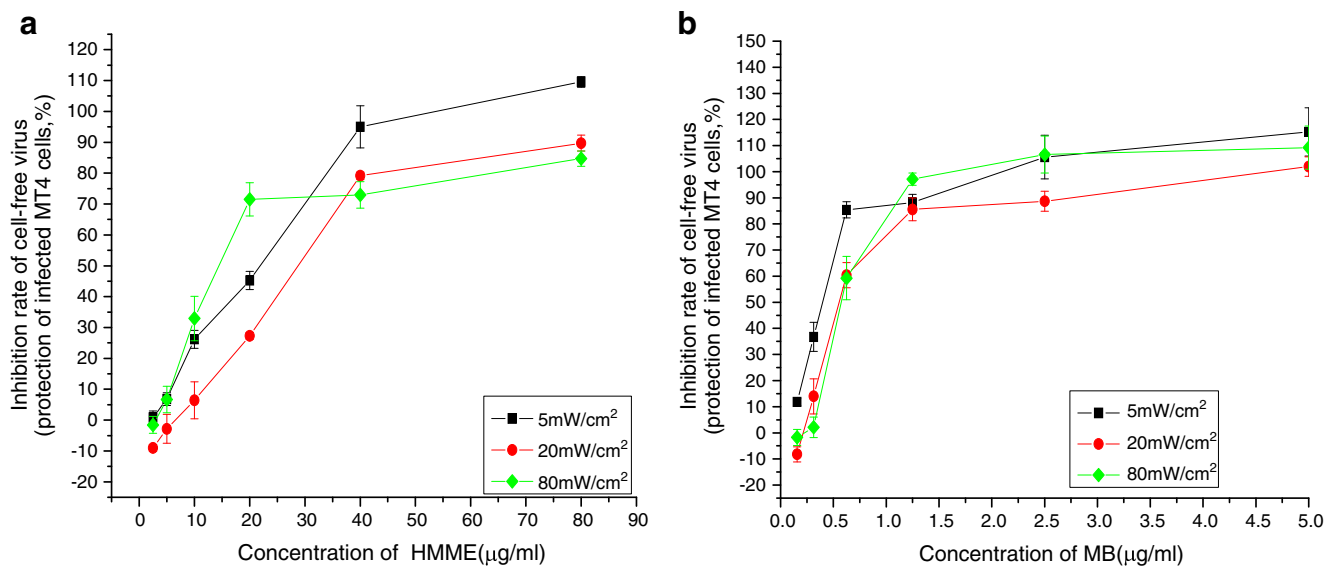 a
Inhibition rate of cell-free virus
(protection of infected MT4 cells,%)
120
110
100
90
80
70
60
50
40
30
20
10
0
-10
-20
0 10 20 30 40 50 60 70 80 90
Concentration of HMME(μg/ml)
5mW/cm²
20mW/cm²
80mW/cm²
b
Inhibition rate of cell-free virus
(protection of infected MT4 cells,%)
150
140
130
120
110
100
90
80
70
60
50
40
30
20
10
0
-10
-20
0.0 0.5 1.0 1.5 2.0 2.5 3.0 3.5 4.0 4.5 5.0
Concentration of MB(μg/ml)
5mW/cm²
20mW/cm²
80mW/cm²